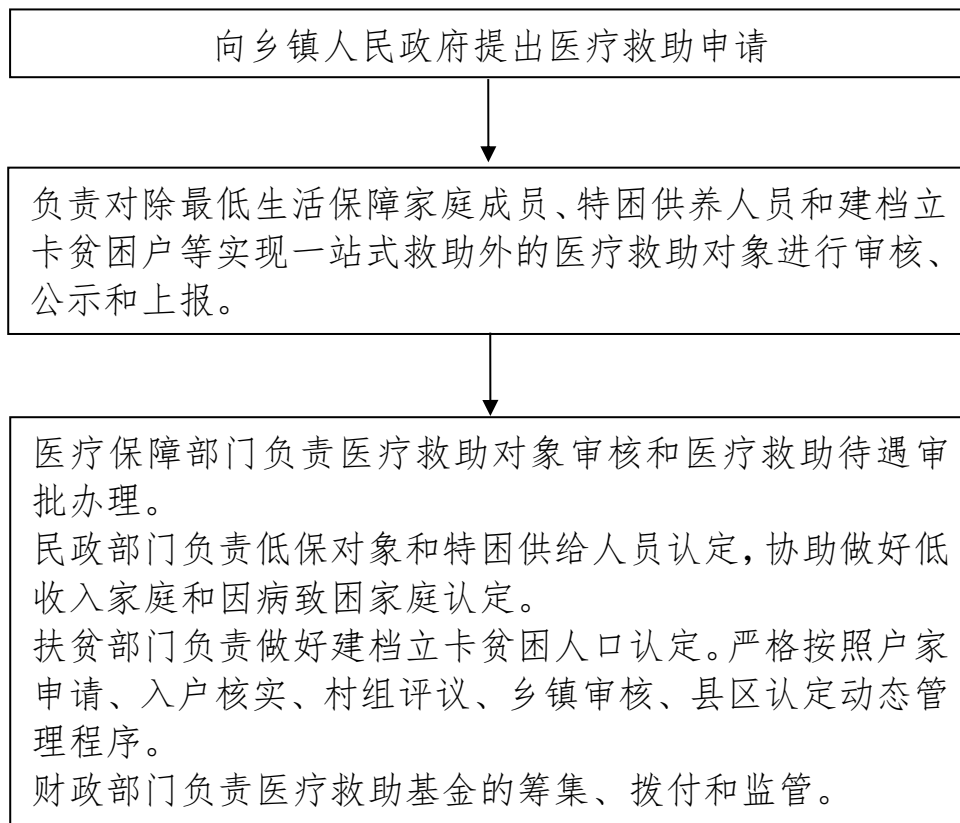 向乡镇人民政府提出医疗救助申请
负责对除最低生活保障家庭成员、特困供养人员和建档立
卡贫困户等实现一站式救助外的医疗救助对象进行审核、
公示和上报。
医疗保障部门负责医疗救助对象审核和医疗救助待遇审
批办理。
民政部门负责低保对象和特困供给人员认定,协助做好低
收入家庭和因病致困家庭认定。
扶贫部门负责做好建档立卡贫困人口认定。严格按照户家
申请、入户核实、村组评议、乡镇审核、县区认定动态管
理程序。
财政部门负责医疗救助基金的筹集、拨付和监管。